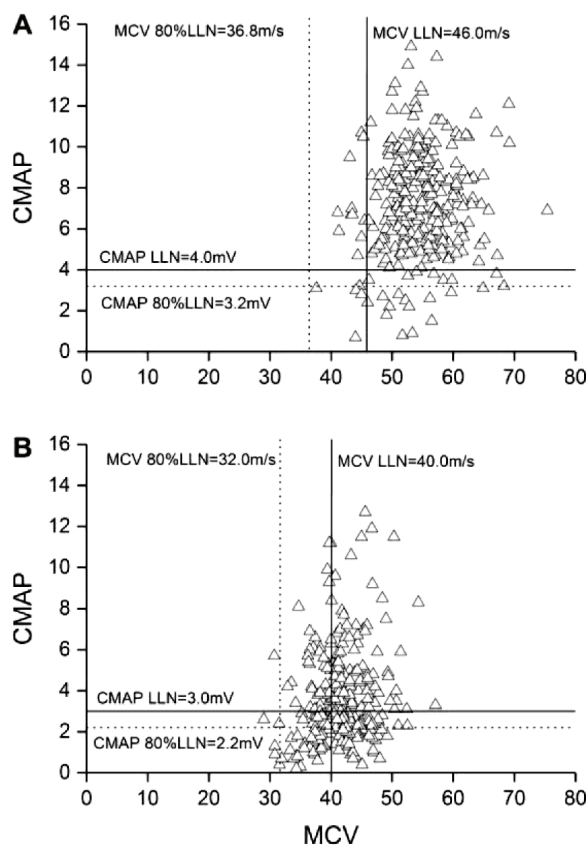 A
MCV 80%LLN=36.8m/s
MCV LLN=46.0m/s
16
14
12
10
8
6
4
2
0
CMAP
CMAP LLN=4.0mV
CMAP 80%LLN=3.2mV
0 10 20 30 40 50 60 70 80
B
MCV 80%LLN=32.0m/s
MCV LLN=40.0m/s
16
14
12
10
8
6
4
2
0
CMAP
CMAP LLN=3.0mV
CMAP 80%LLN=2.2mV
0 10 20 30 40 50 60 70 80
MCV